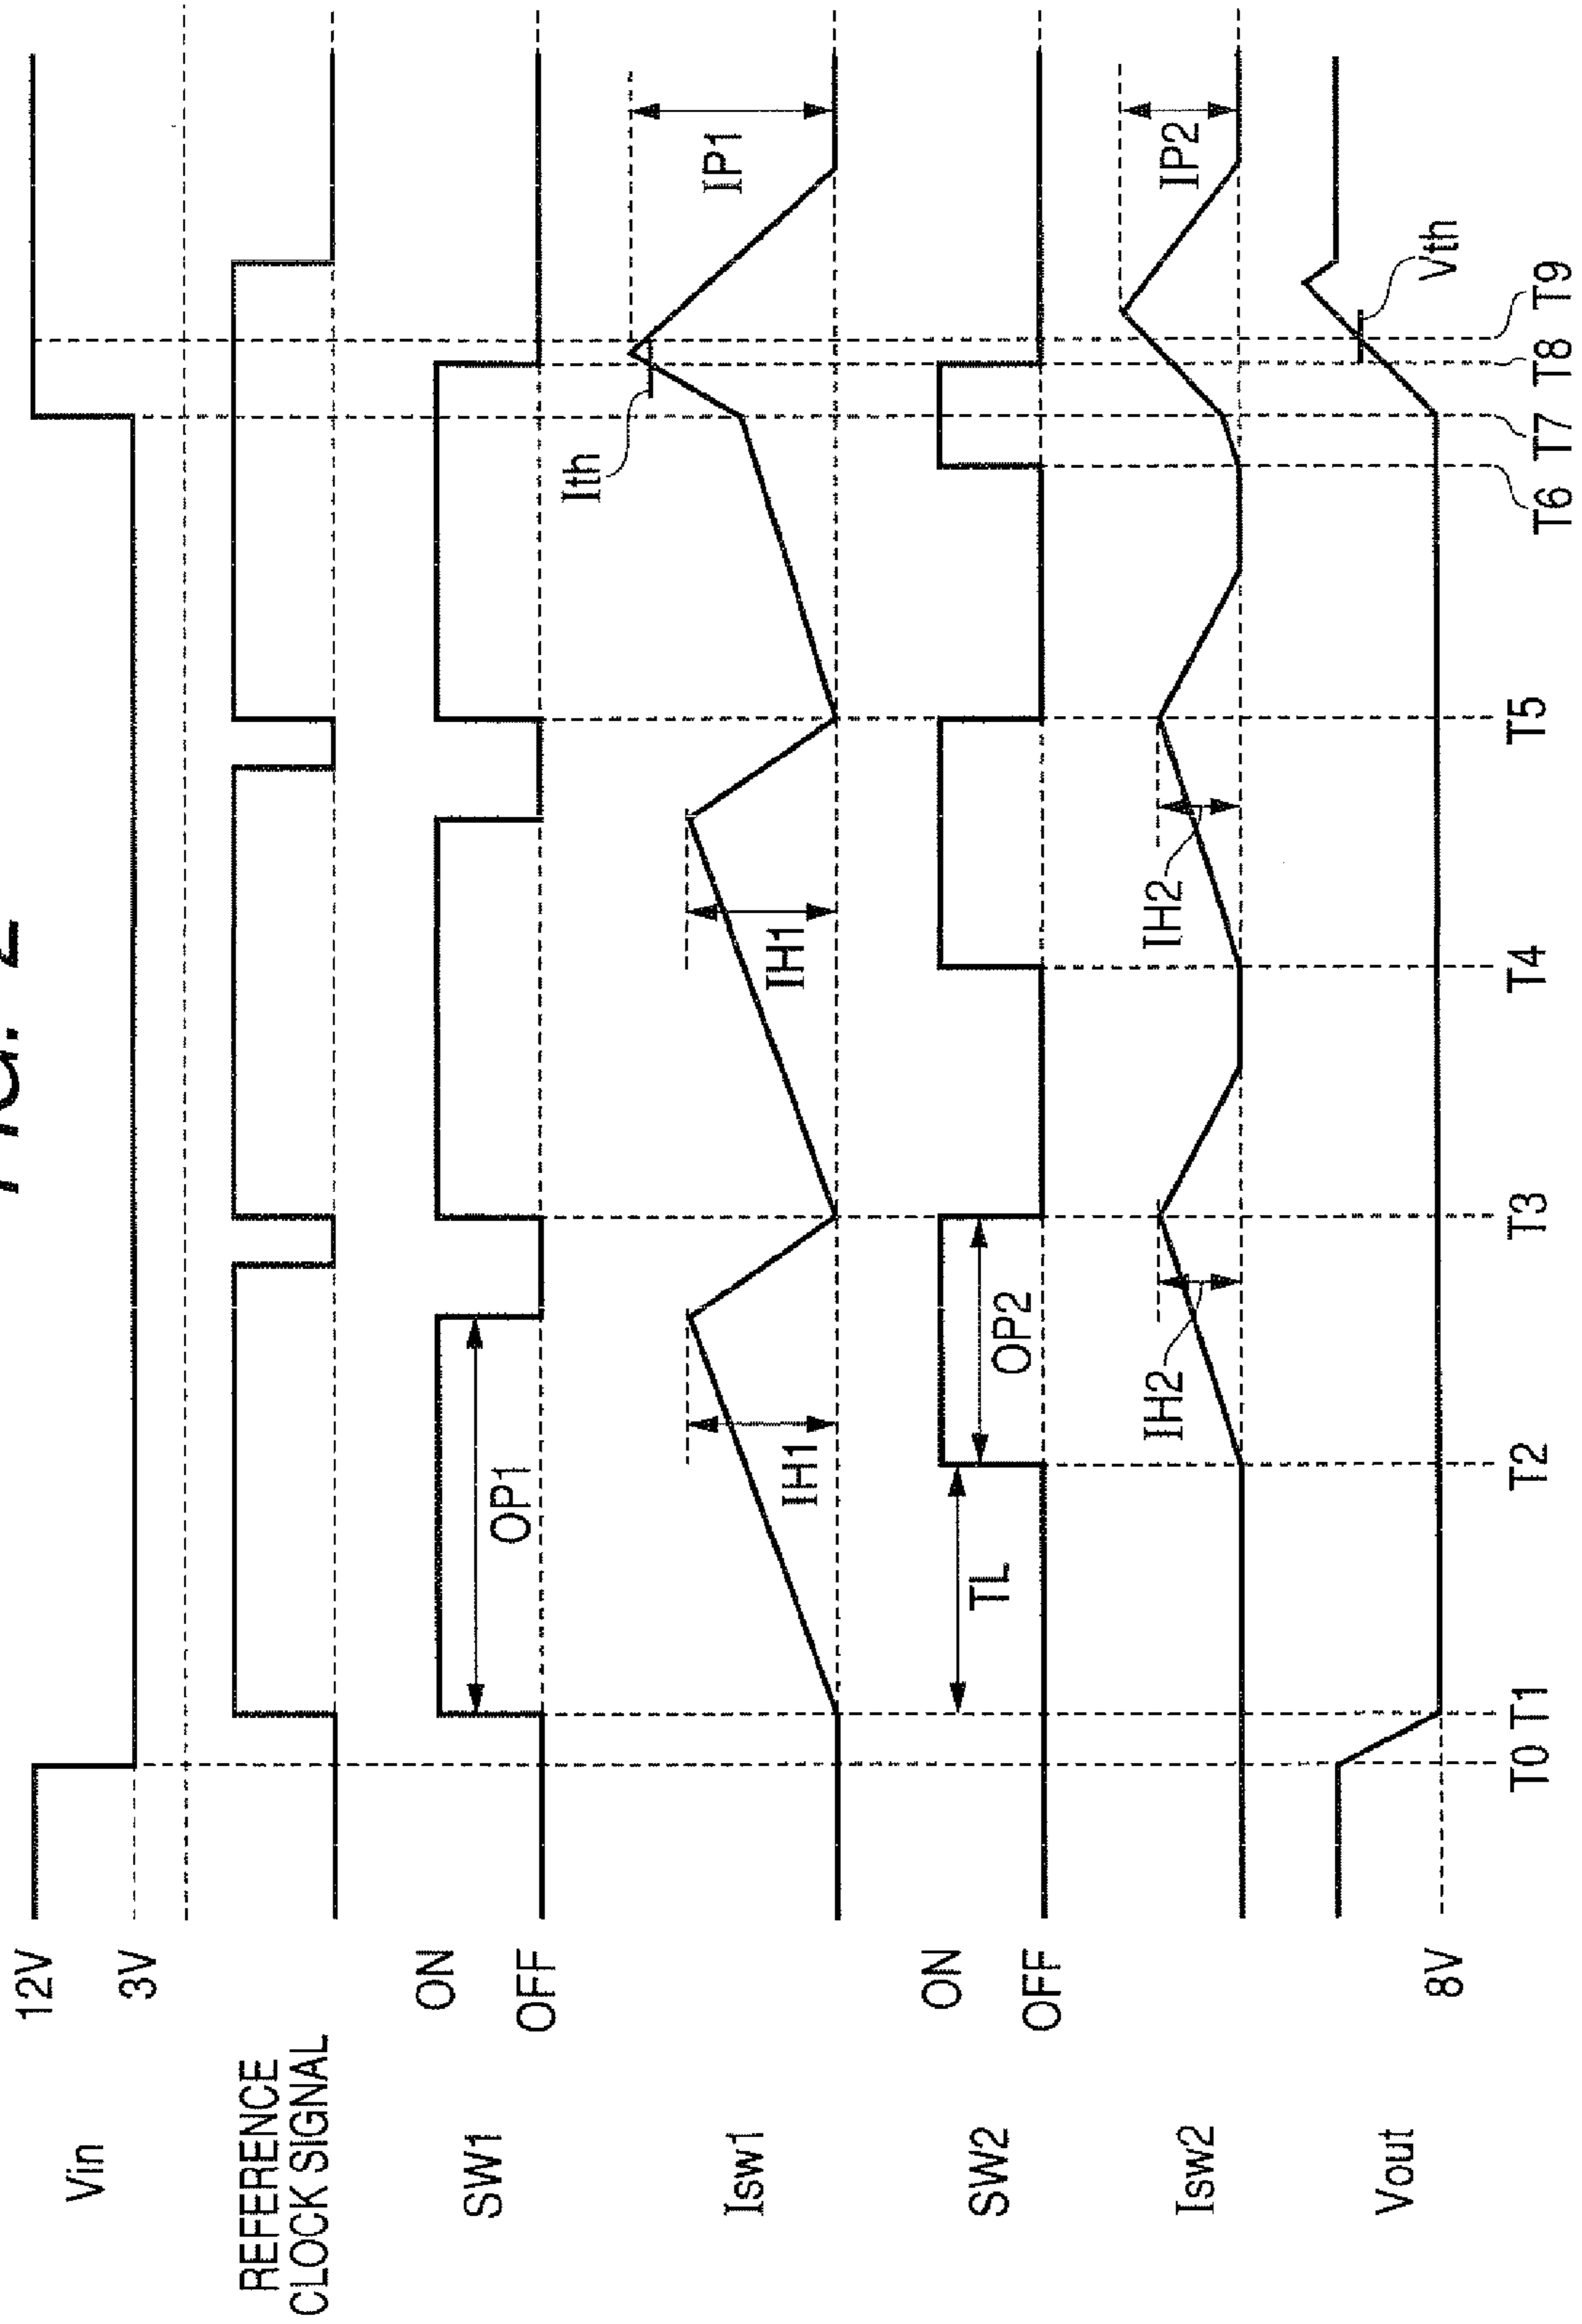 FIG. 2
12V
Vin
3V
REFERENCE
CLOCK SIGNAL
ON
SW1
OFF
OP1
Isw1
IH1
IH1
Ith
IP1
ON
SW2
OFF
TL
OP2
Isw2
IH2
IH2
IP2
Vout
8V
Vth
T0 T1 T2 T3 T4 T5 T6 T7 T8 T9